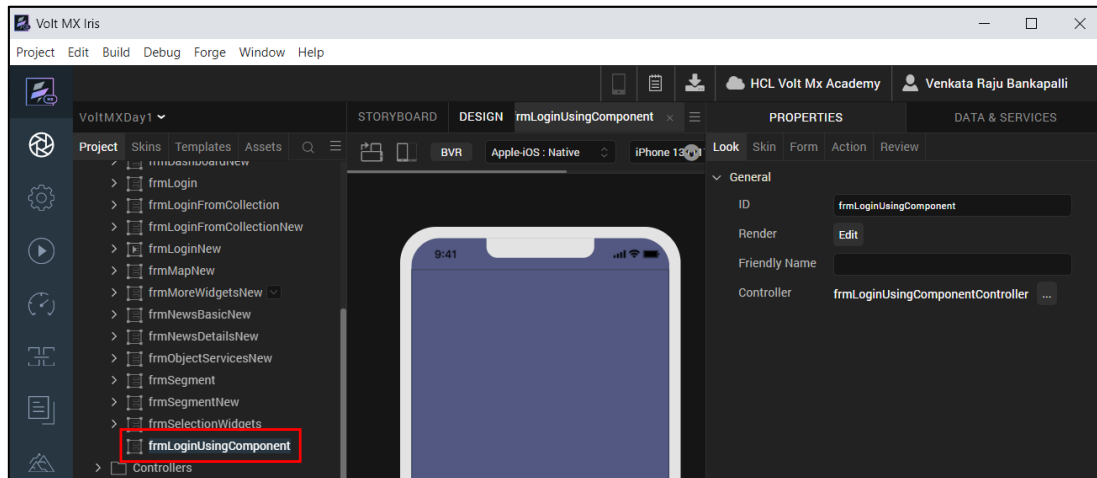 Volt MX Iris
Project Edit Build Debug Forge Window Help
HCL Volt Mx Academy Venkata Raju Bankapalli
VoltMXDay1 STORYBOARD DESIGN rmLoginUsingComponent × PROPERTIES DATA & SERVICES
Project Skins Templates Assets BVR Apple-iOS : Native iPhone 13 Look Skin Form Action Review
frmDashboardNew
General
frmLogin
frmLoginFromCollection ID frmLoginUsingComponent
frmLoginFromCollectionNew
Render Edit
frmLoginNew 9:41
frmMapNew Friendly Name
frmMoreWidgetsNew Controller frmLoginUsingComponentController ...
frmNewsBasicNew
frmNewsDetailsNew
frmObjectServicesNew
frmSegment
frmSegmentNew
frmSelectionWidgets
frmLoginUsingComponent
Controllers